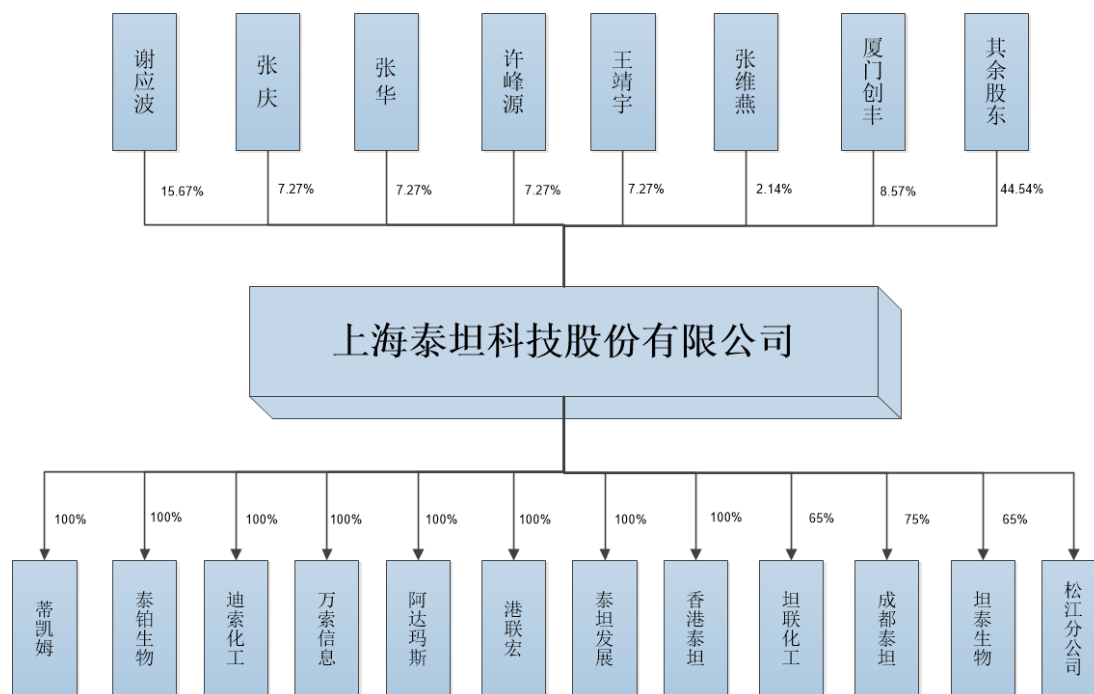 谢应波
张庆
张华
许峰源
王靖宇
张维燕
厦门创丰
其余股东
15.67%
7.27%
7.27%
7.27%
7.27%
2.14%
8.57%
44.54%
上海泰坦科技股份有限公司
100%
100%
100%
100%
100%
100%
100%
100%
65%
75%
65%
蒂凯姆
泰铂生物
迪索化工
万索信息
阿达玛斯
港联宏
泰坦发展
香港泰坦
坦联化工
成都泰坦
坦泰生物
松江分公司